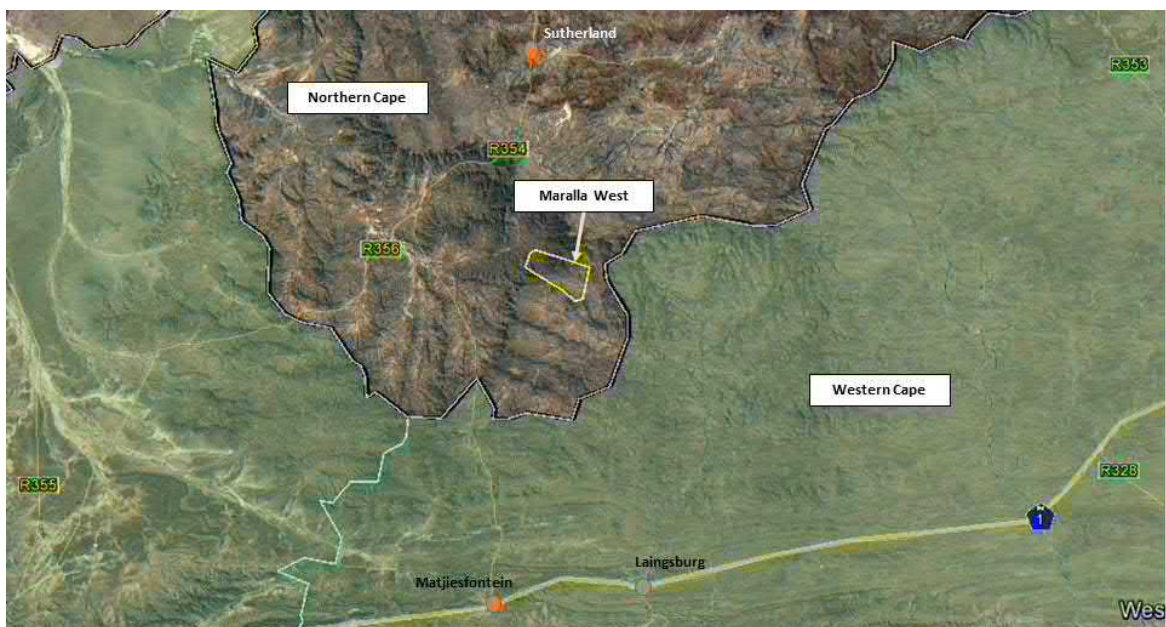 Sutherland
R353
Northern Cape
R354
Maralla West
R356
Western Cape
R355
R328
1
Laingsburg
Matjiesfontein
Wes